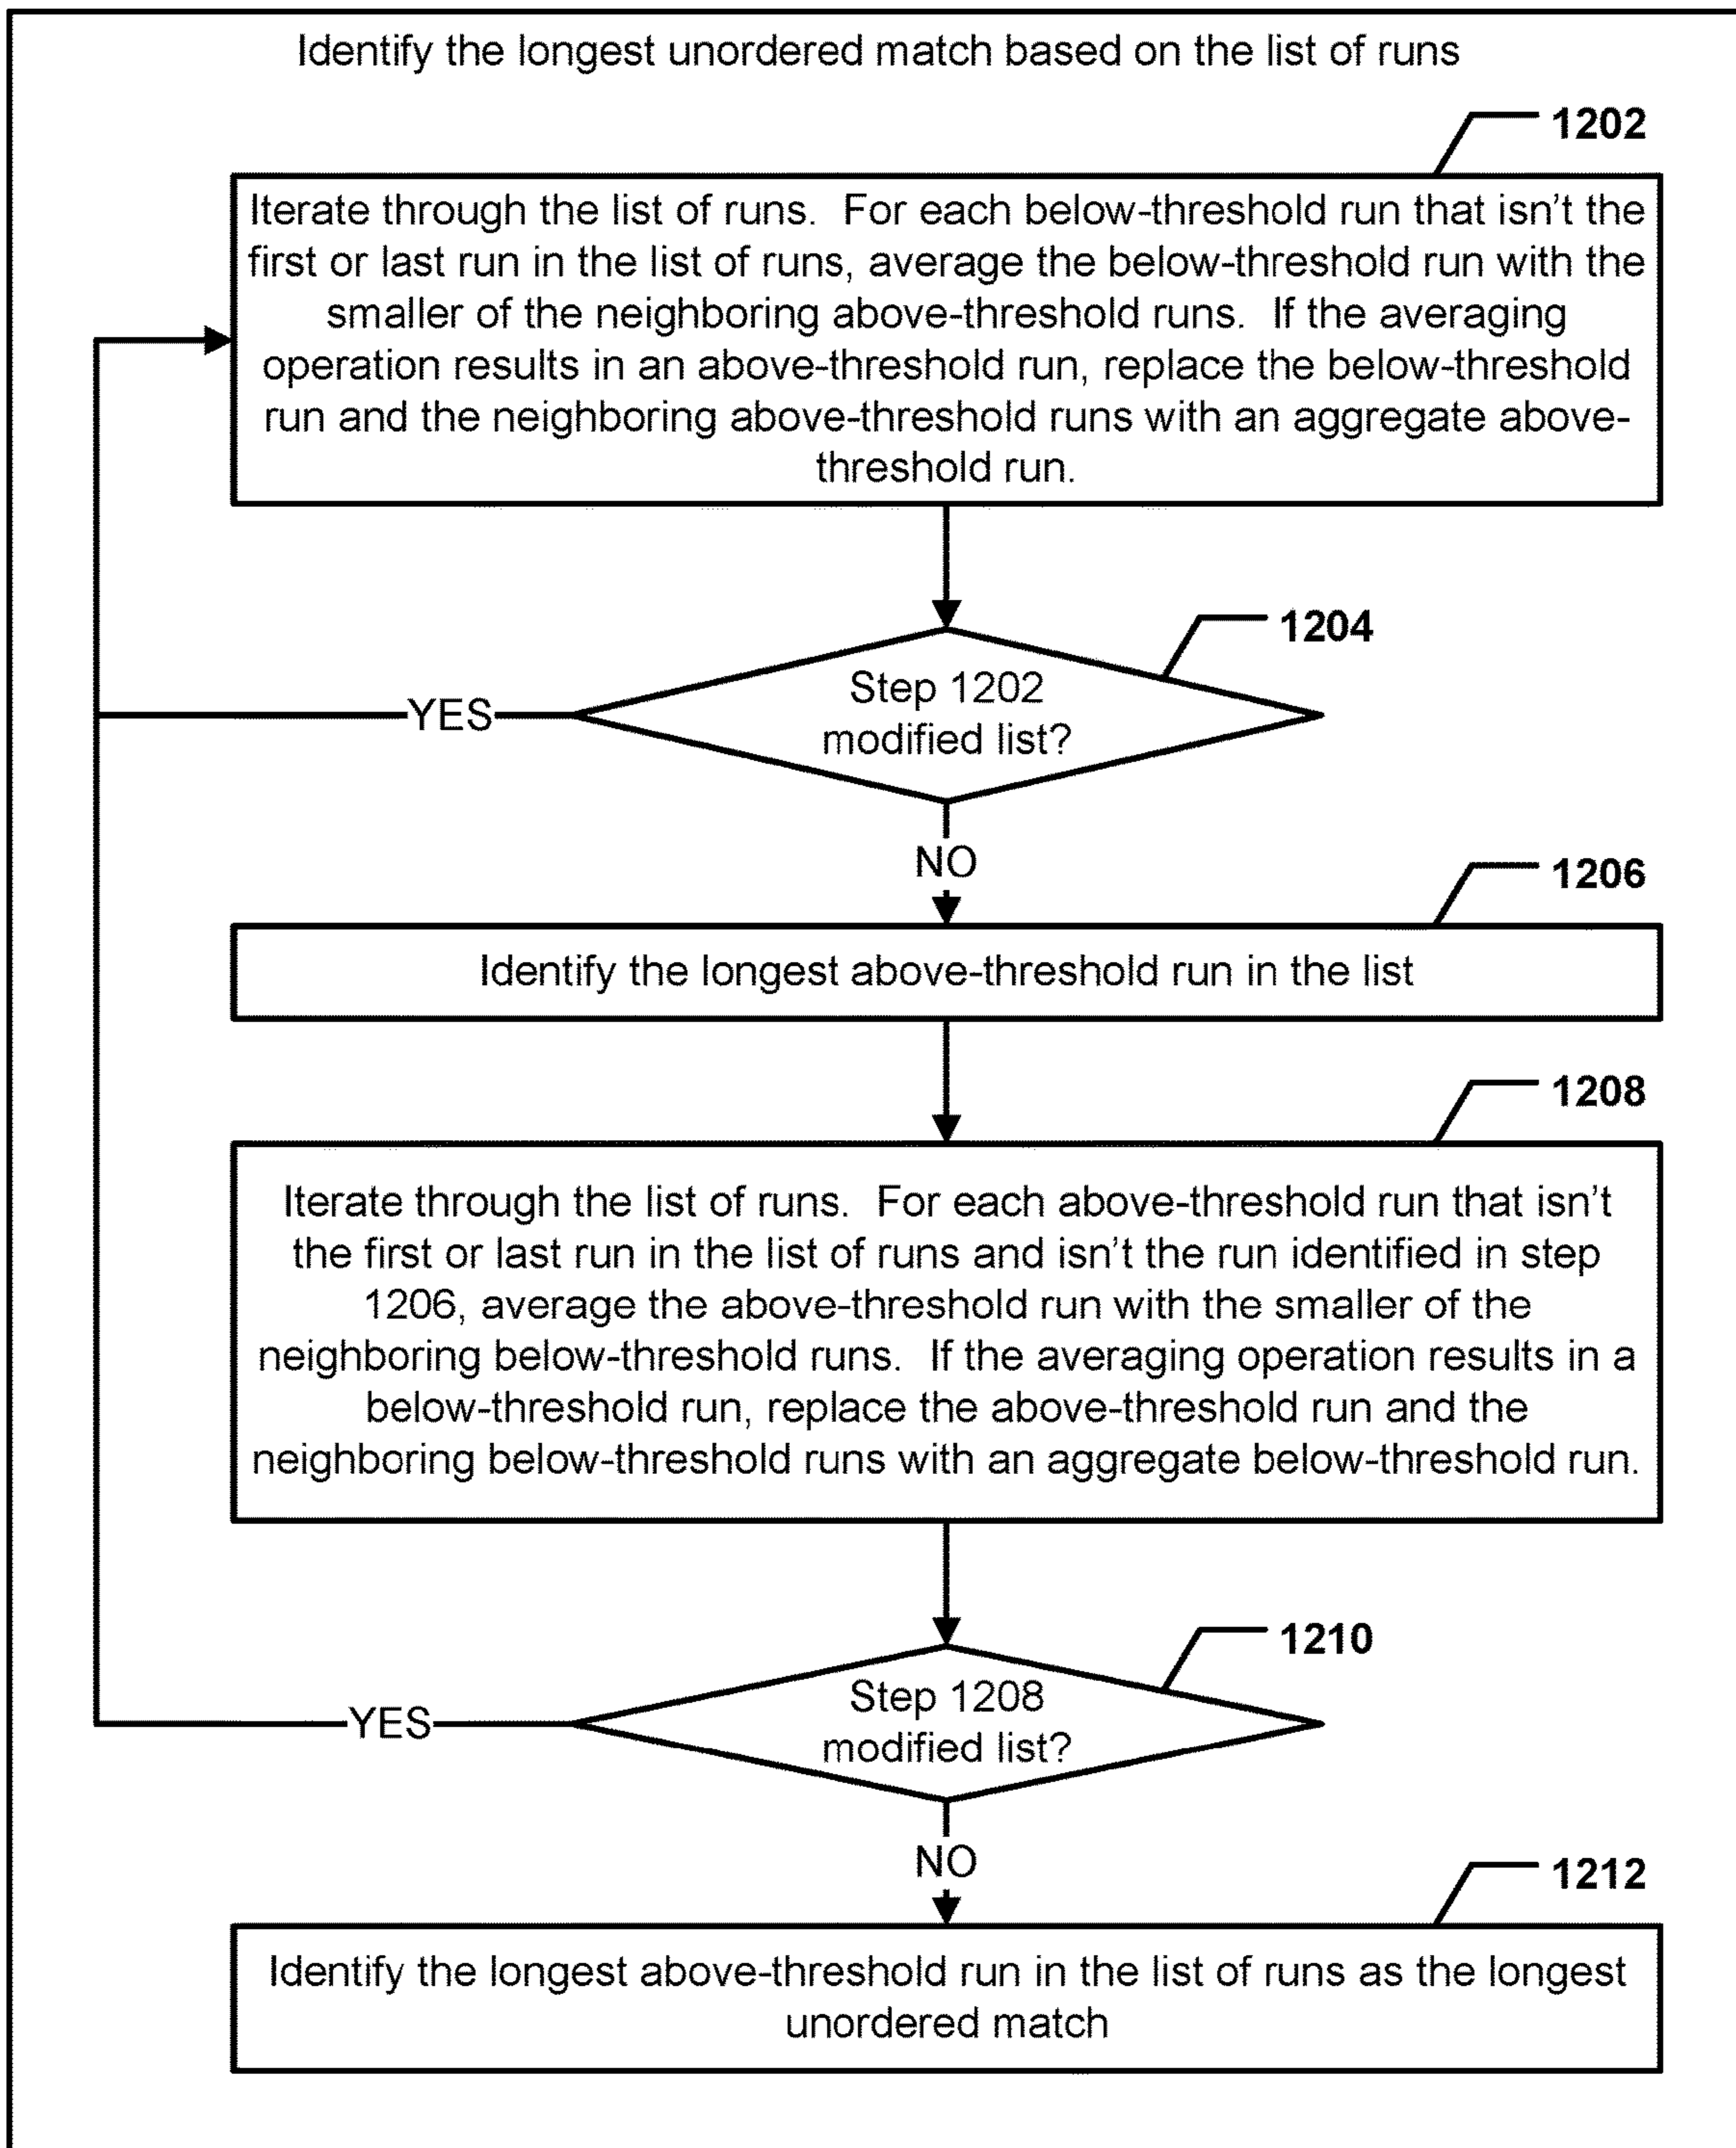 Identify the longest unordered match based on the list of runs
1202
Iterate through the list of runs.  For each below-threshold run that isn't the
first or last run in the list of runs, average the below-threshold run with the
smaller of the neighboring above-threshold runs.  If the averaging
operation results in an above-threshold run, replace the below-threshold
run and the neighboring above-threshold runs with an aggregate above-
threshold run.
1204
Step 1202
modified list?
YES
NO
1206
Identify the longest above-threshold run in the list
1208
Iterate through the list of runs.  For each above-threshold run that isn't
the first or last run in the list of runs and isn't the run identified in step
1206, average the above-threshold run with the smaller of the
neighboring below-threshold runs.  If the averaging operation results in a
below-threshold run, replace the above-threshold run and the
neighboring below-threshold runs with an aggregate below-threshold run.
1210
Step 1208
modified list?
YES
NO
1212
Identify the longest above-threshold run in the list of runs as the longest
unordered match